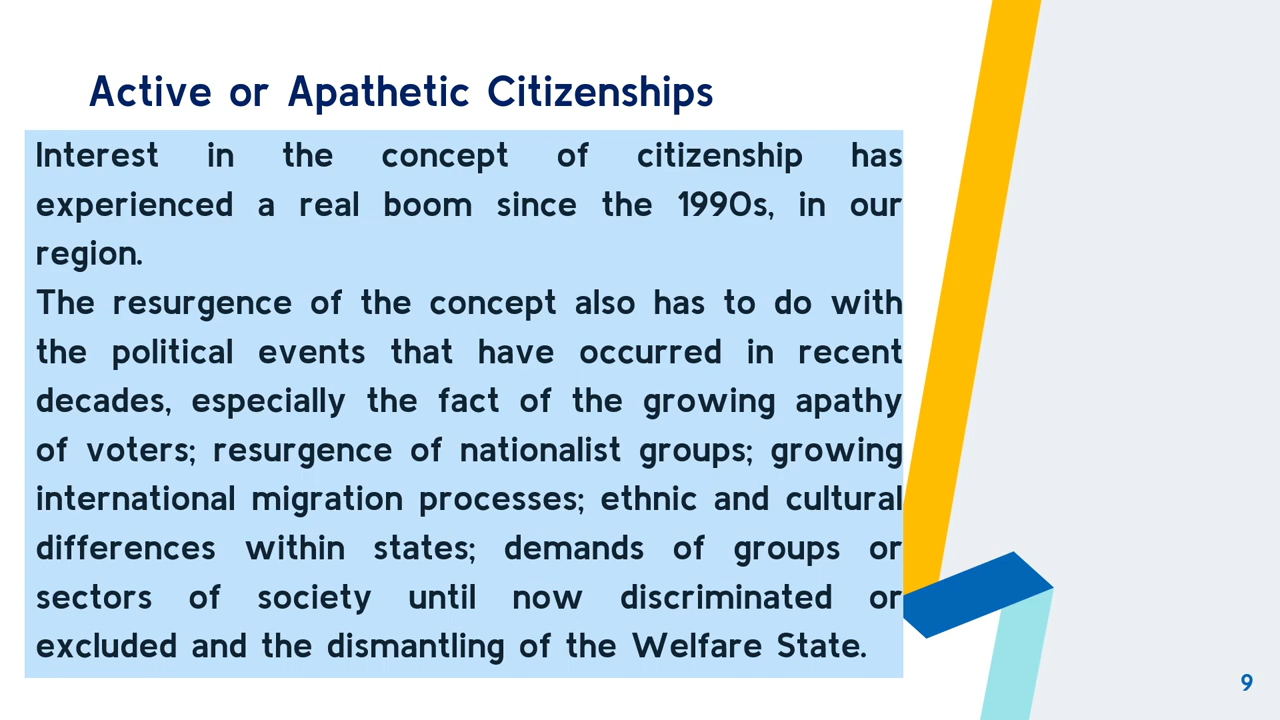 Active or Apathetic Citizenships
Interest in the concept of citizenship has
experienced a real boom since the 1990s, in our
region.
The resurgence of the concept also has to do with
the political events that have occurred in recent
decades, especially the fact of the growing apathy
of voters; resurgence of nationalist groups; growing
international migration processes; ethnic and cultural
differences within states; demands of groups or
sectors of society until now discriminated or
excluded and the dismantling of the Welfare State.
9